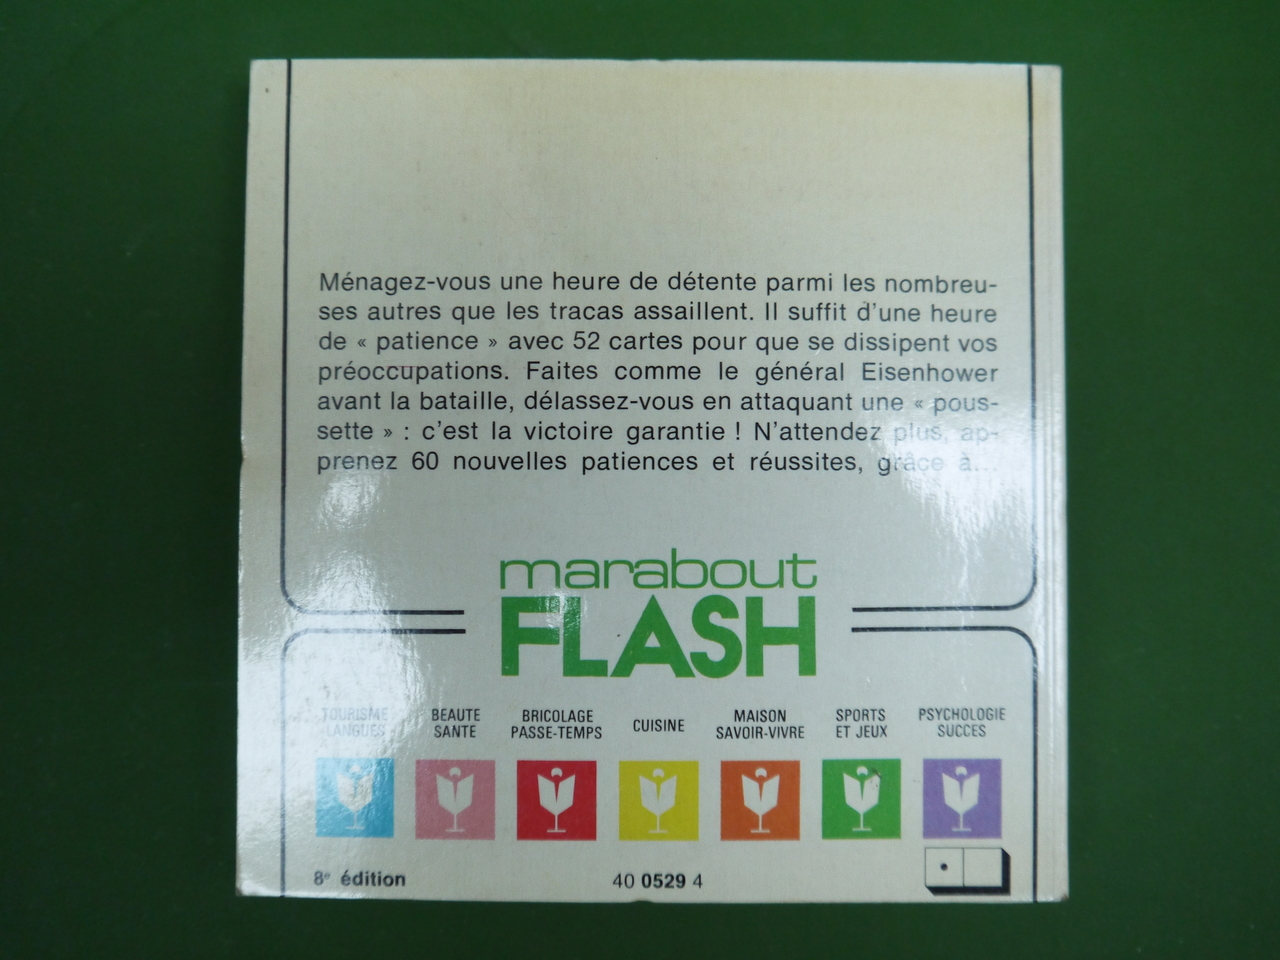 Ménagez-vous une heure de détente parmi les nombreu-
ses autres que les tracas assaillent. Il suffit d'une heure
de « patience » avec 52 cartes pour que se dissipent vos
préoccupations. Faites comme le général Eisenhower
avant la bataille, délassez-vous en attaquant une « pous-
sette » : c'est la victoire garantie ! N'attendez plus, ap-
prenez 60 nouvelles patiences et réussites, grâce à...
marabout
FLASH
TOURISME
LANGUES
BEAUTE
SANTE
BRICOLAGE
PASSE-TEMPS
CUISINE
MAISON
SAVOIR-VIVRE
SPORTS
ET JEUX
PSYCHOLOGIE
SUCCES
8e édition
40 0529 4